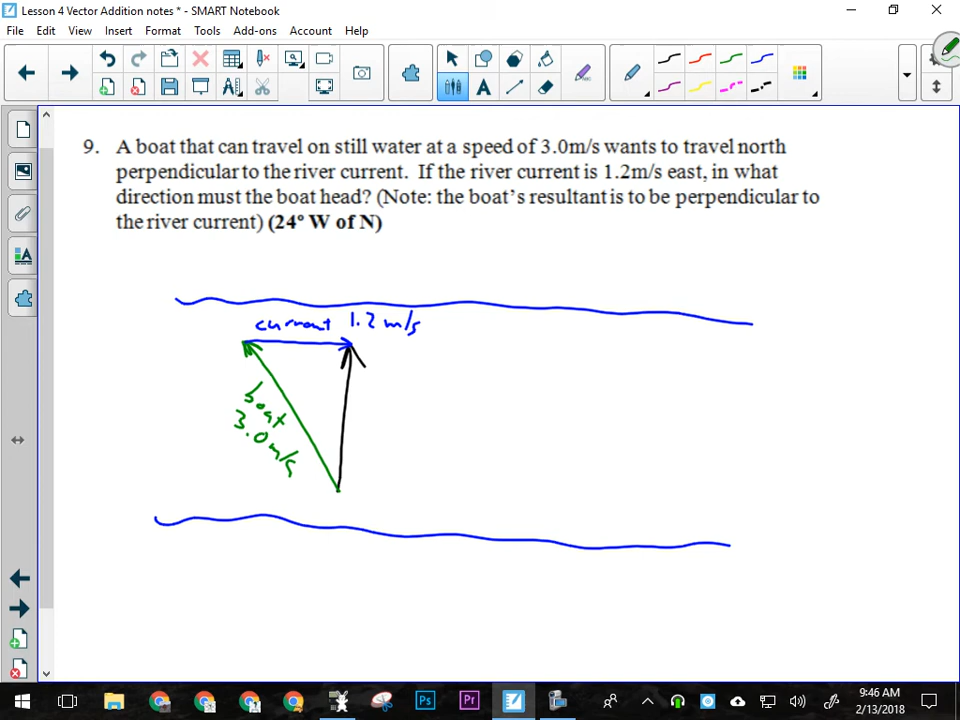 Lesson 4 Vector Addition notes * - SMART Notebook
File Edit View Insert Format Tools Add-ons Account Help
9. A boat that can travel on still water at a speed of 3.0m/s wants to travel north
perpendicular to the river current. If the river current is 1.2m/s east, in what
direction must the boat head? (Note: the boat's resultant is to be perpendicular to
the river current) (24º W of N)
current 1.2 m/s
boat
3.0 m/s
9:46 AM
2/13/2018